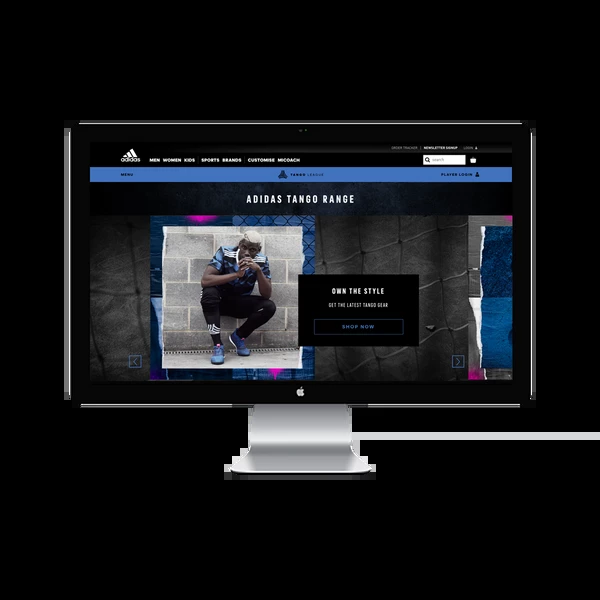 ORDER TRACKER | NEWSLETTER SIGNUP | LOGIN
adidas
MEN WOMEN KIDS | SPORTS BRANDS | CUSTOMISE MICOACH
search
MENU
TANGO LEAGUE
PLAYER LOGIN
ADIDAS TANGO RANGE
OWN THE STYLE
GET THE LATEST TANGO GEAR
SHOP NOW